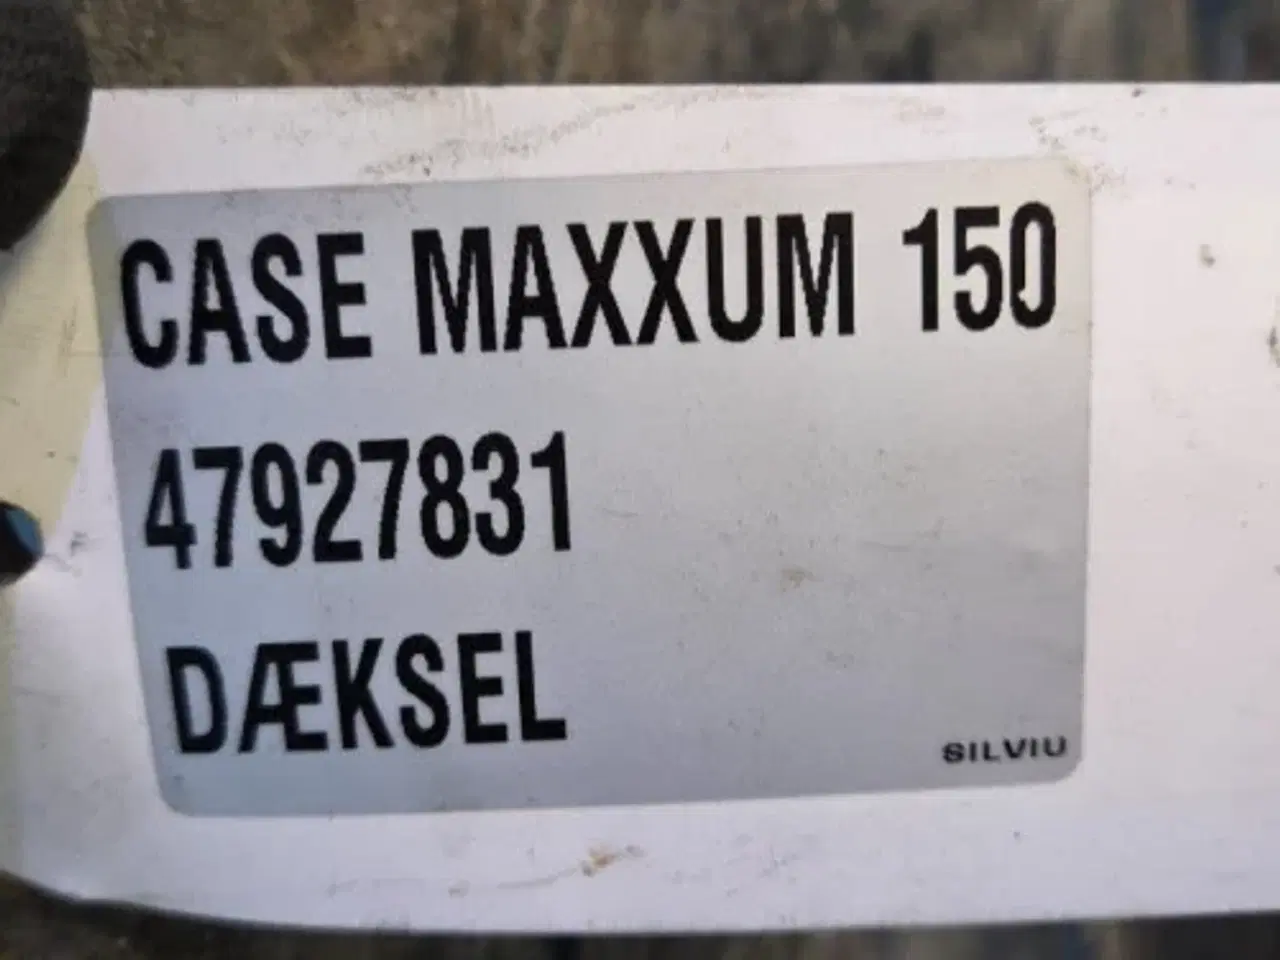 CASE MAXXUM 150
47927831
DÆKSEL
SILVIU